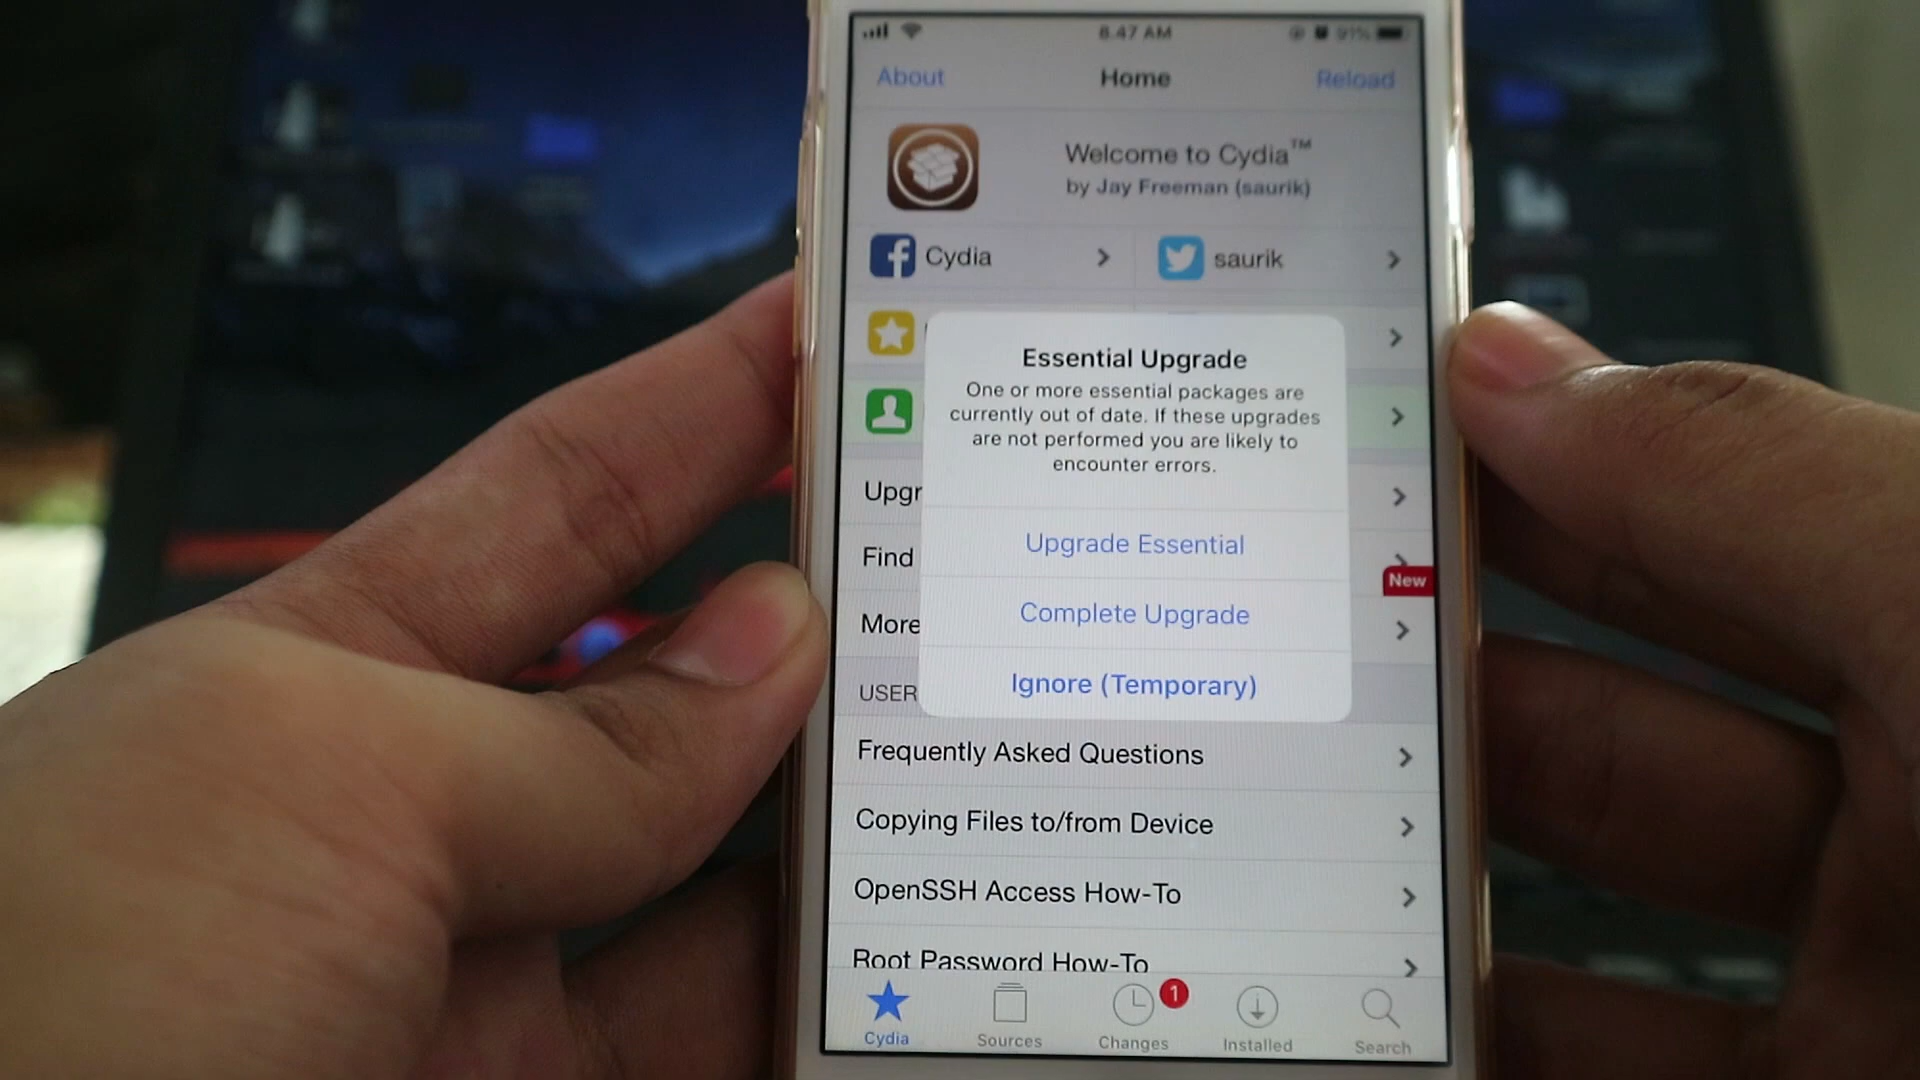 8:47 AM 91%
About Home Reload
Welcome to Cydia™
by Jay Freeman (saurik)
Cydia saurik
Essential Upgrade
One or more essential packages are
currently out of date. If these upgrades
are not performed you are likely to
encounter errors.
Upgrade Essential
Complete Upgrade
Ignore (Temporary)
Upgr
Find
New
More
USER
Frequently Asked Questions
Copying Files to/from Device
OpenSSH Access How-To
Root Password How-To
1
Cydia Sources Changes Installed Search